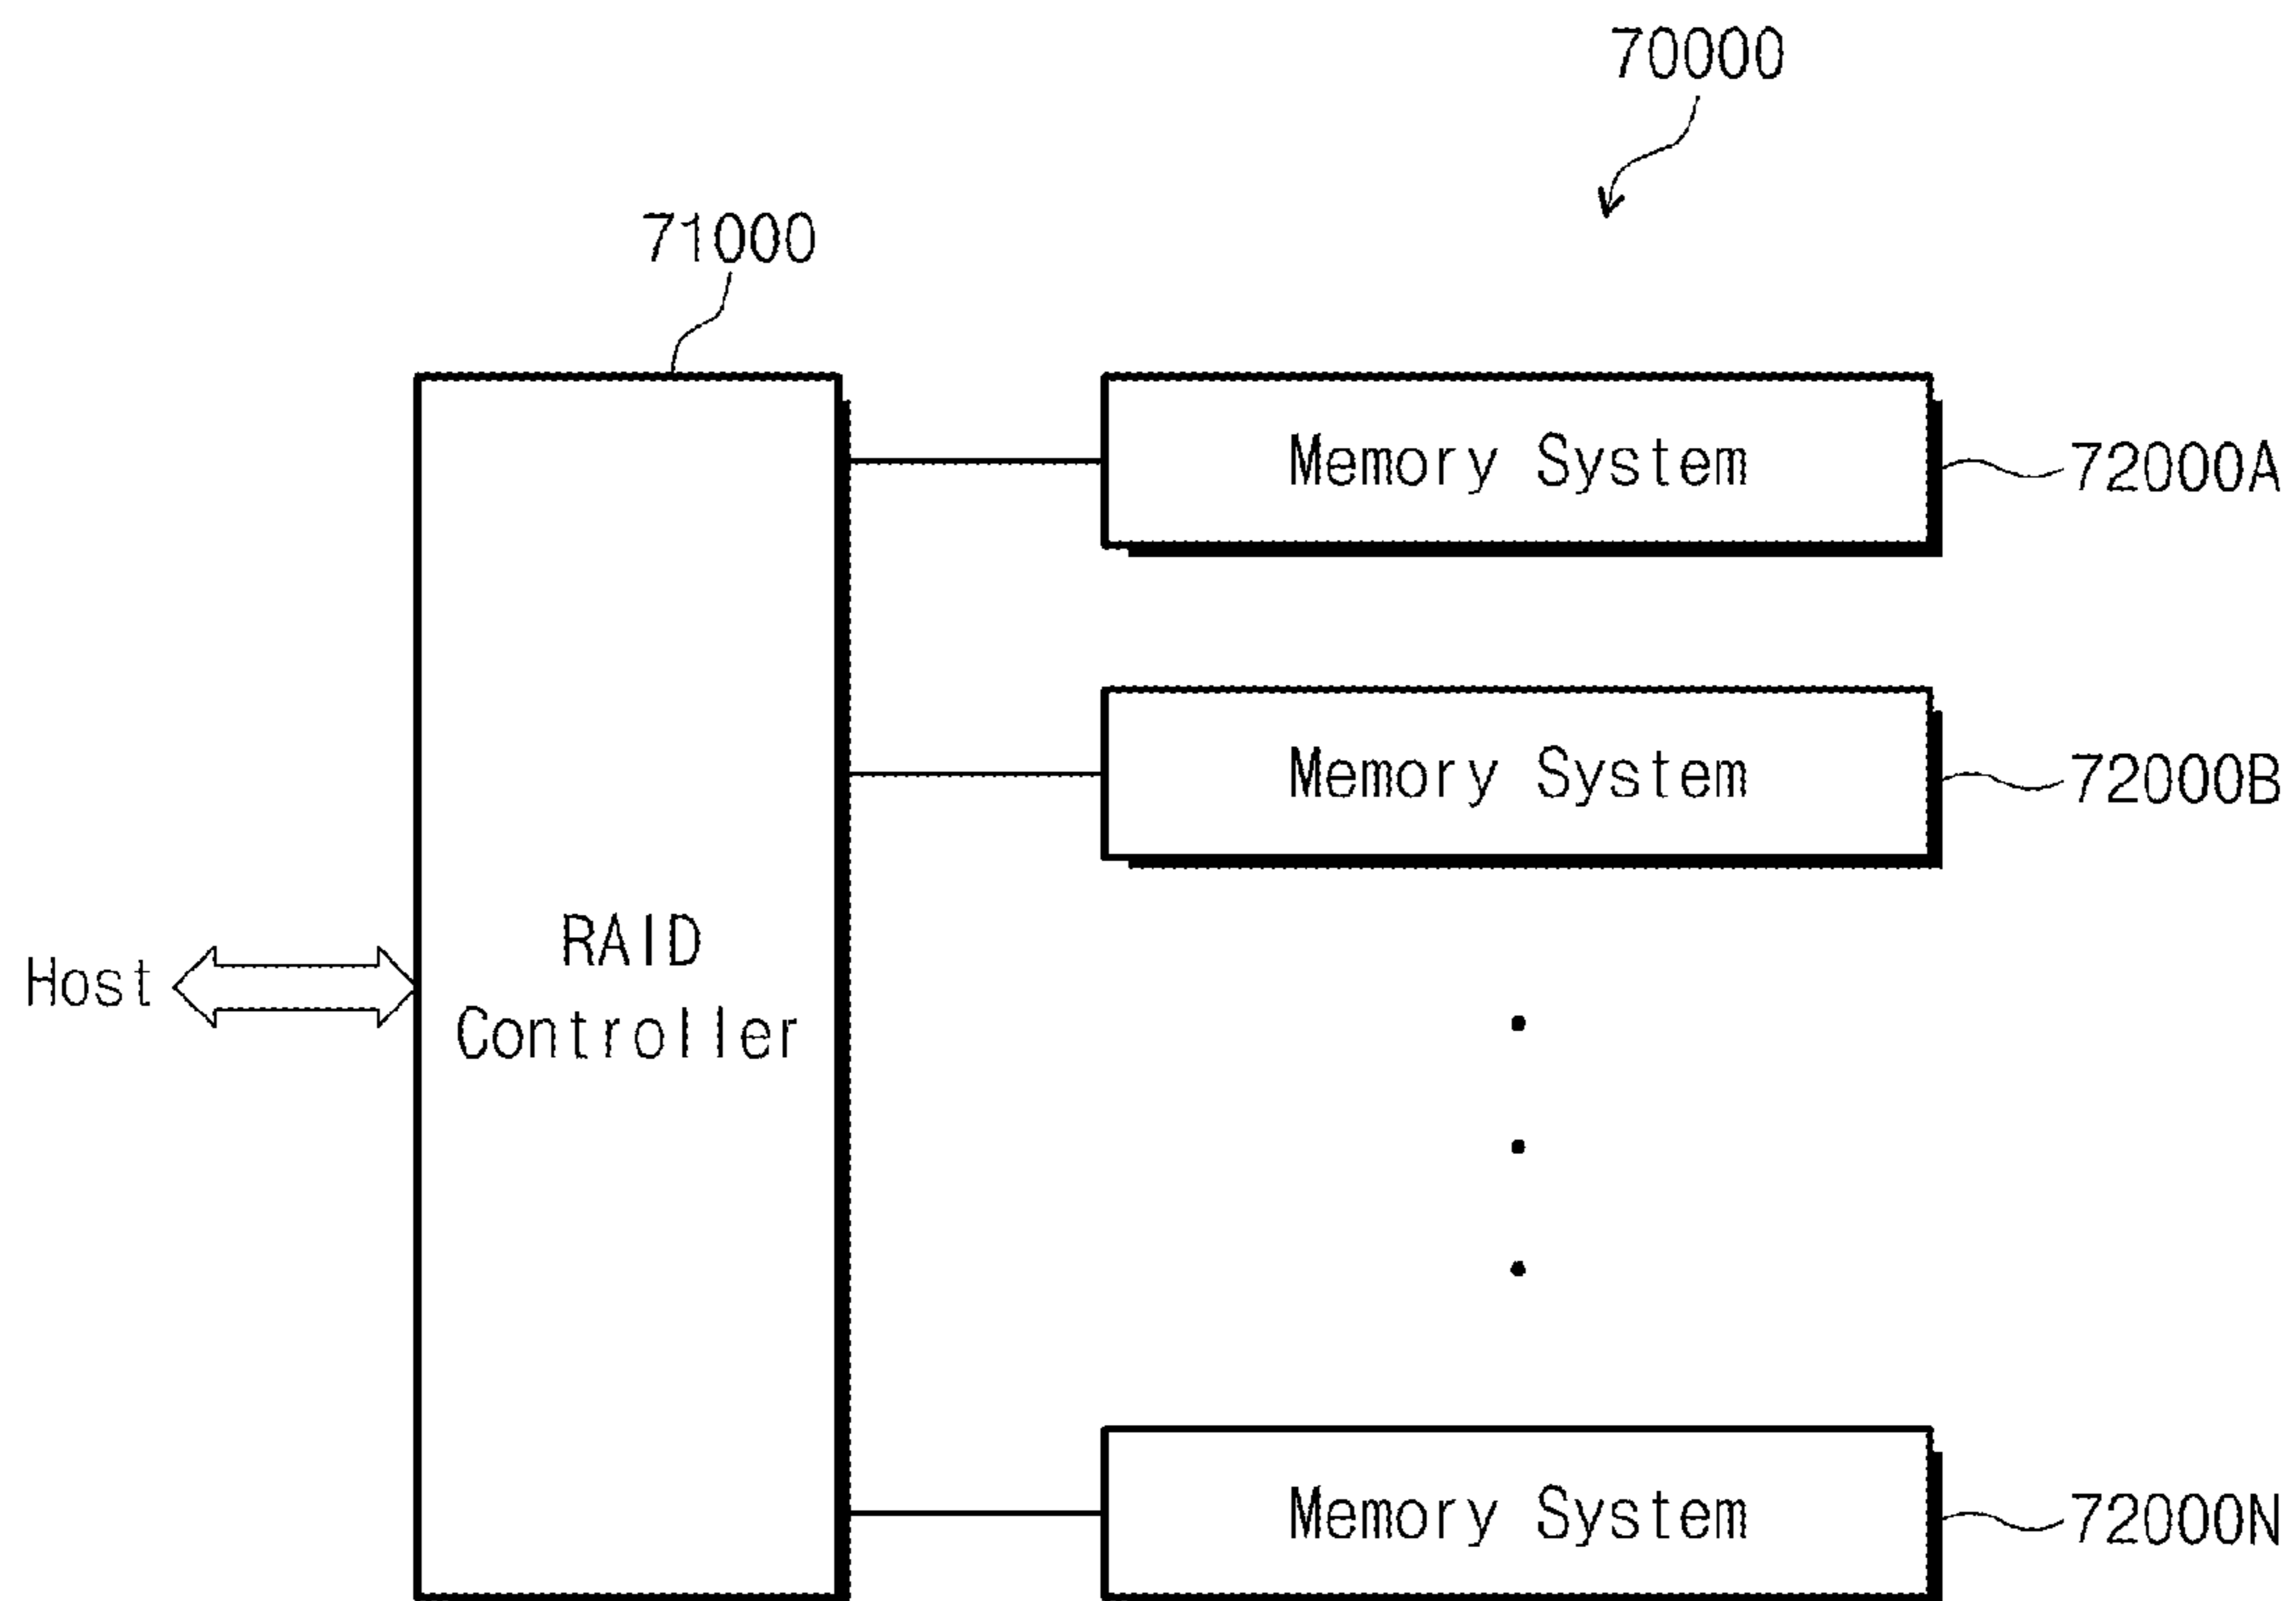 70000
71000
Memory System
72000A
Memory System
72000B
RAID
Controller
Host
Memory System
72000N